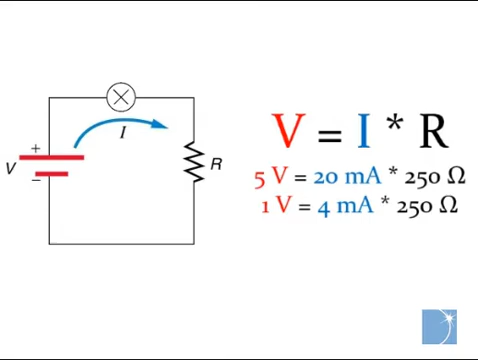 V = I * R
5 V = 20 mA * 250 Ω
1 V = 4 mA * 250 Ω
+
I
V
R
−